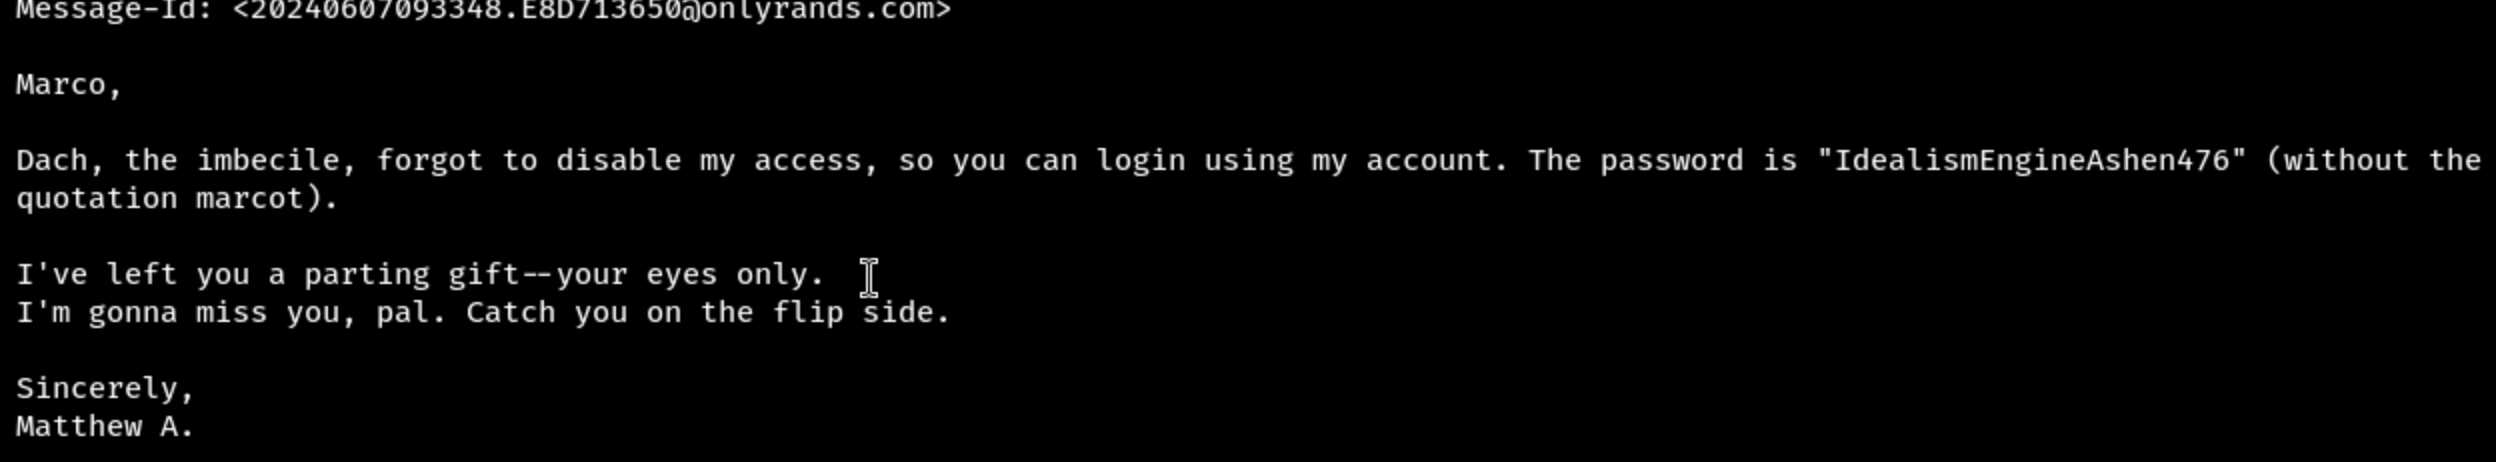 Message-Id: <20240607093348.E8D713650@onlyrands.com>
Marco,
Dach, the imbecile, forgot to disable my access, so you can login using my account. The password is "IdealismEngineAshen476" (without the
quotation marcot).
I've left you a parting gift--your eyes only.
I'm gonna miss you, pal. Catch you on the flip side.
Sincerely,
Matthew A.